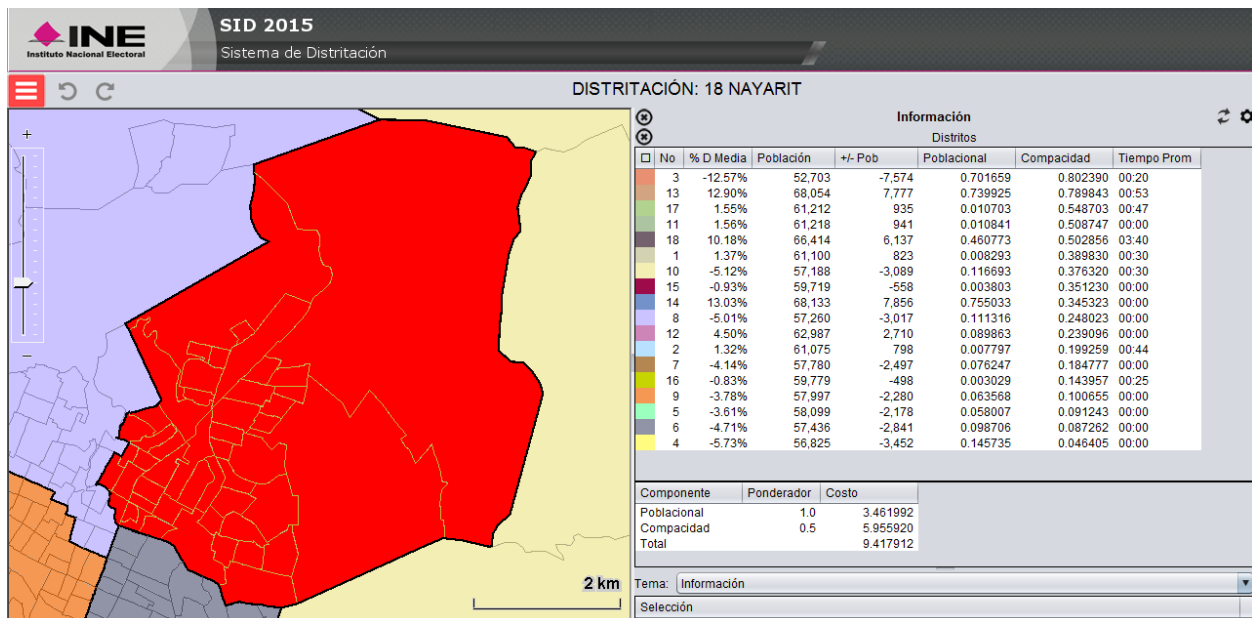 INE
Instituto Nacional Electoral
SID 2015
Sistema de Distritación
DISTRITACIÓN: 18 NAYARIT
Información
Distritos
No % D Media Población +/- Pob Poblacional Compacidad Tiempo Prom
3 -12.57% 52,703 -7,574 0.701659 0.802390 00:20
13 12.90% 68,054 7,777 0.739925 0.789843 00:53
17 1.55% 61,212 935 0.010703 0.548703 00:47
11 1.56% 61,218 941 0.010841 0.508747 00:00
18 10.18% 66,414 6,137 0.460773 0.502856 03:40
1 1.37% 61,100 823 0.008293 0.389830 00:30
10 -5.12% 57,188 -3,089 0.116693 0.376320 00:30
15 -0.93% 59,719 -558 0.003803 0.351230 00:00
14 13.03% 68,133 7,856 0.755033 0.345323 00:00
8 -5.01% 57,260 -3,017 0.111316 0.248023 00:00
12 4.50% 62,987 2,710 0.089863 0.239096 00:00
2 1.32% 61,075 798 0.007797 0.199259 00:44
7 -4.14% 57,780 -2,497 0.076247 0.184777 00:00
16 -0.83% 59,779 -498 0.003029 0.143957 00:25
9 -3.78% 57,997 -2,280 0.063568 0.100655 00:00
5 -3.61% 58,099 -2,178 0.058007 0.091243 00:00
6 -4.71% 57,436 -2,841 0.098706 0.087262 00:00
4 -5.73% 56,825 -3,452 0.145735 0.046405 00:00
Componente Ponderador Costo
Poblacional 1.0 3.461992
Compacidad 0.5 5.955920
Total 9.417912
2 km
Tema: Información
Selección